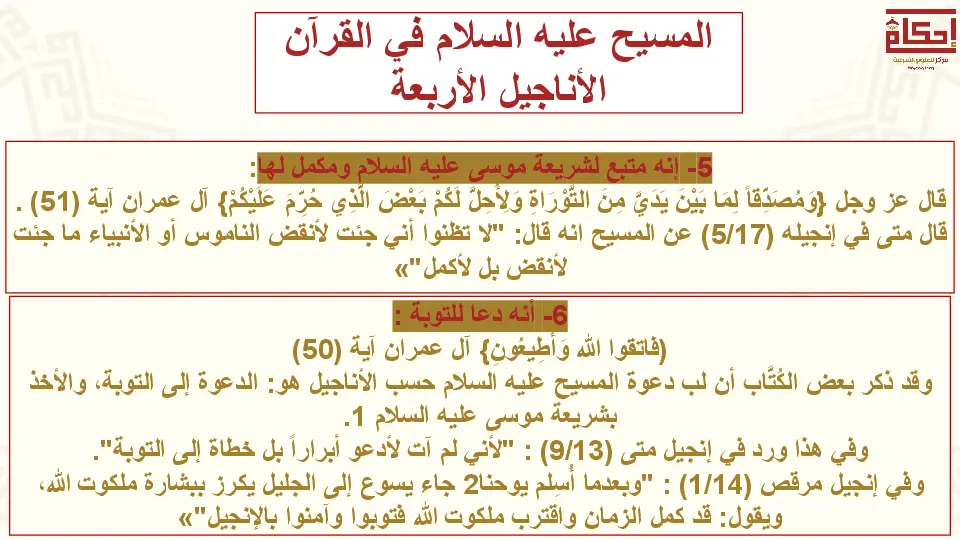 المسيح عليه السلام في القرآن
الأناجيل الأربعة
إحكام
مركز للعلوم الشرعية
5- إنه متبع لشريعة موسى عليه السلام ومكمل لها:
قال عز وجل {وَمُصَدِّقاً لِمَا بَيْنَ يَدَيَّ مِنَ التَّوْرَاةِ وَلِأُحِلَّ لَكُمْ بَعْضَ الَّذِي حُرِّمَ عَلَيْكُمْ} آل عمران آية (51) .
قال متى في إنجيله (5/17) عن المسيح انه قال: "لا تظنوا أني جئت لأنقض الناموس أو الأنبياء ما جئت
لأنقض بل لأكمل"»
6- أنه دعا للتوبة :
(فاتقوا الله وَأَطِيعُونِ} آل عمران آية (50)
وقد ذكر بعض الكُتَّاب أن لب دعوة المسيح عليه السلام حسب الأناجيل هو: الدعوة إلى التوبة، والأخذ
بشريعة موسى عليه السلام 1.
وفي هذا ورد في إنجيل متى (9/13) : "لأني لم آت لأدعو أبراراً بل خطاة إلى التوبة".
وفي إنجيل مرقص (1/14) : "وبعدما أُسلِم يوحنا2 جاء يسوع إلى الجليل يكرز ببشارة ملكوت الله،
ويقول: قد كمل الزمان واقترب ملكوت الله فتوبوا وآمنوا بالإنجيل"»